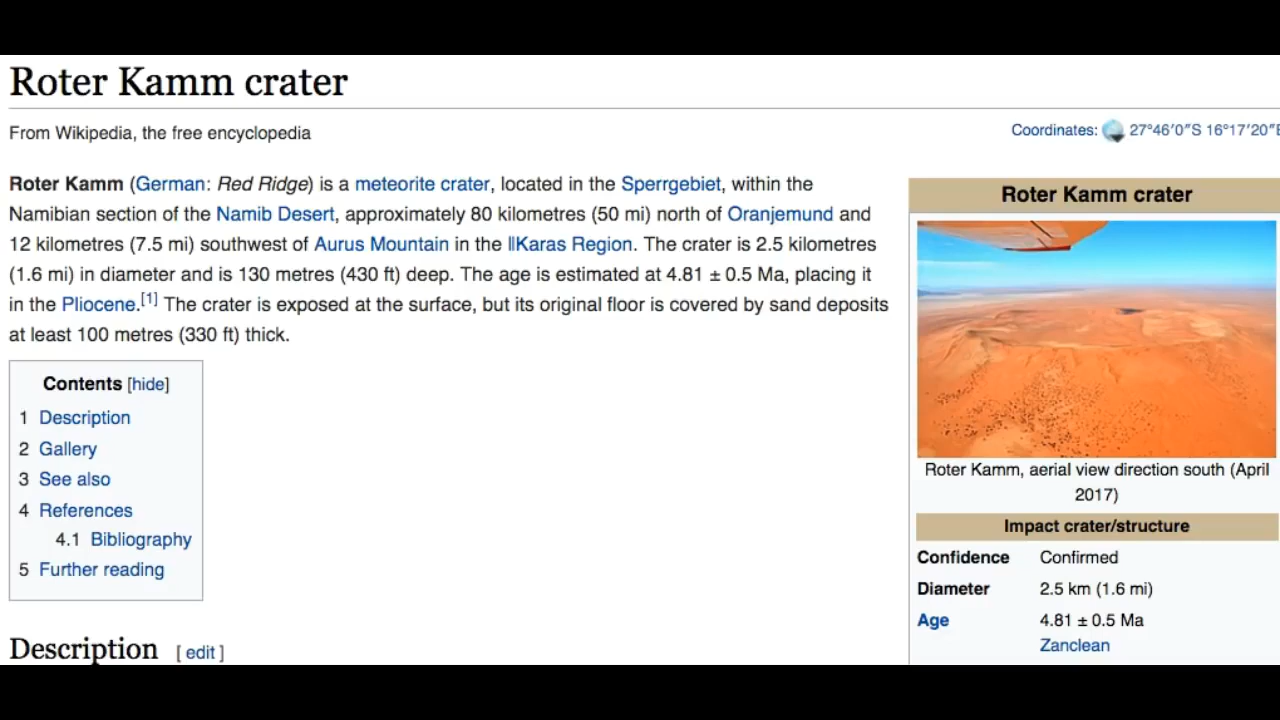 Roter Kamm crater
From Wikipedia, the free encyclopedia
Coordinates: 27°46′0″S 16°17′20″E
Roter Kamm (German: Red Ridge) is a meteorite crater, located in the Sperrgebiet, within the
Namibian section of the Namib Desert, approximately 80 kilometres (50 mi) north of Oranjemund and
12 kilometres (7.5 mi) southwest of Aurus Mountain in the ǁKaras Region. The crater is 2.5 kilometres
(1.6 mi) in diameter and is 130 metres (430 ft) deep. The age is estimated at 4.81 ± 0.5 Ma, placing it
in the Pliocene.[1] The crater is exposed at the surface, but its original floor is covered by sand deposits
at least 100 metres (330 ft) thick.
Contents [hide]
1 Description
2 Gallery
3 See also
4 References
4.1 Bibliography
5 Further reading
Description [ edit ]
Roter Kamm crater
Roter Kamm, aerial view direction south (April
2017)
Impact crater/structure
Confidence Confirmed
Diameter 2.5 km (1.6 mi)
Age 4.81 ± 0.5 Ma
Zanclean